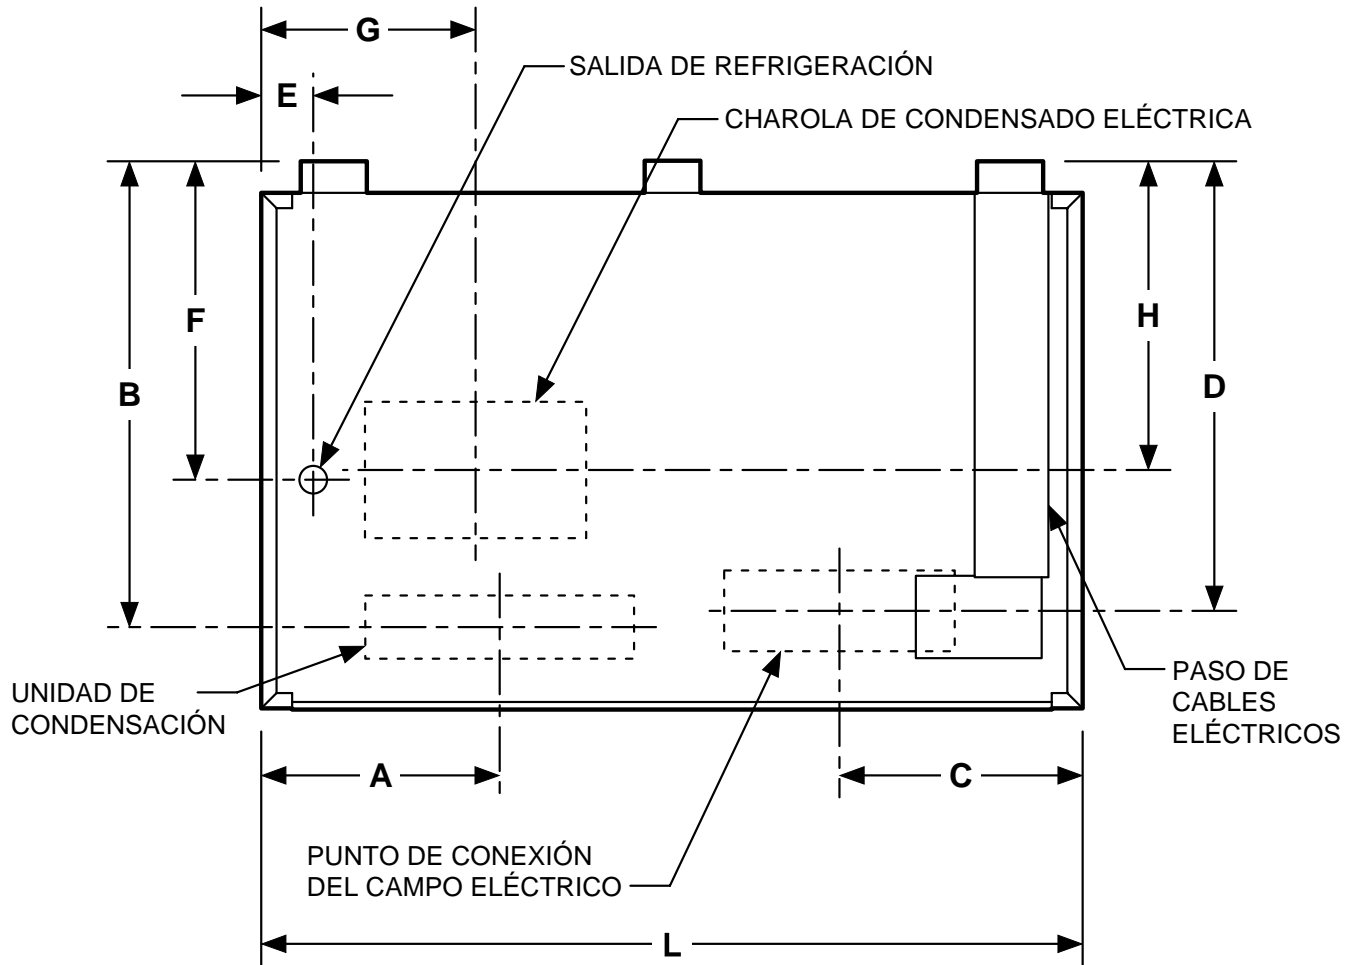 G
SALIDA DE REFRIGERACIÓN
E
CHAROLA DE CONDENSADO ELÉCTRICA
F
H
B
D
UNIDAD DE
CONDENSACIÓN
PASO DE
CABLES
ELÉCTRICOS
A
C
PUNTO DE CONEXIÓN
DEL CAMPO ELÉCTRICO
L